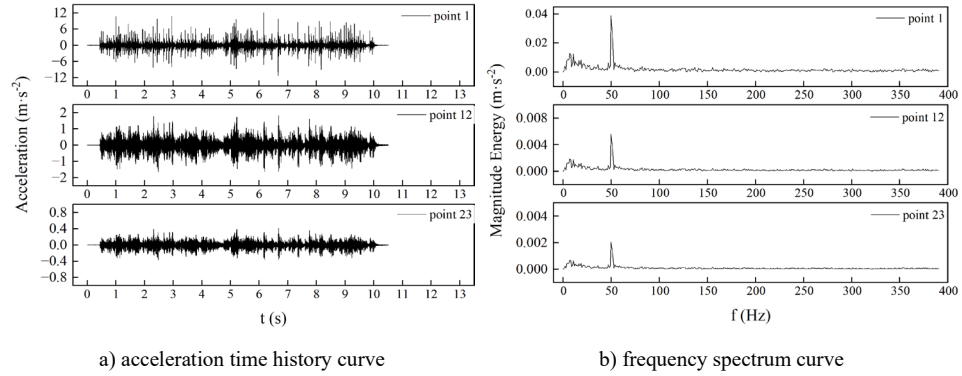 Acceleration (m·s⁻²)
12
6
0
−6
−12
point 1
0 1 2 3 4 5 6 7 8 9 10 11 12 13
2
1
0
−1
−2
point 12
0 1 2 3 4 5 6 7 8 9 10 11 12 13
0.8
0.4
0.0
−0.4
−0.8
point 23
0 1 2 3 4 5 6 7 8 9 10 11 12 13
t (s)
a) acceleration time history curve
Magnitude Energy (m·s⁻²)
0.04
0.02
0.00
point 1
0 50 100 150 200 250 300 350 400
0.008
0.004
0.000
point 12
0 50 100 150 200 250 300 350 400
0.004
0.002
0.000
point 23
0 50 100 150 200 250 300 350 400
f (Hz)
b) frequency spectrum curve